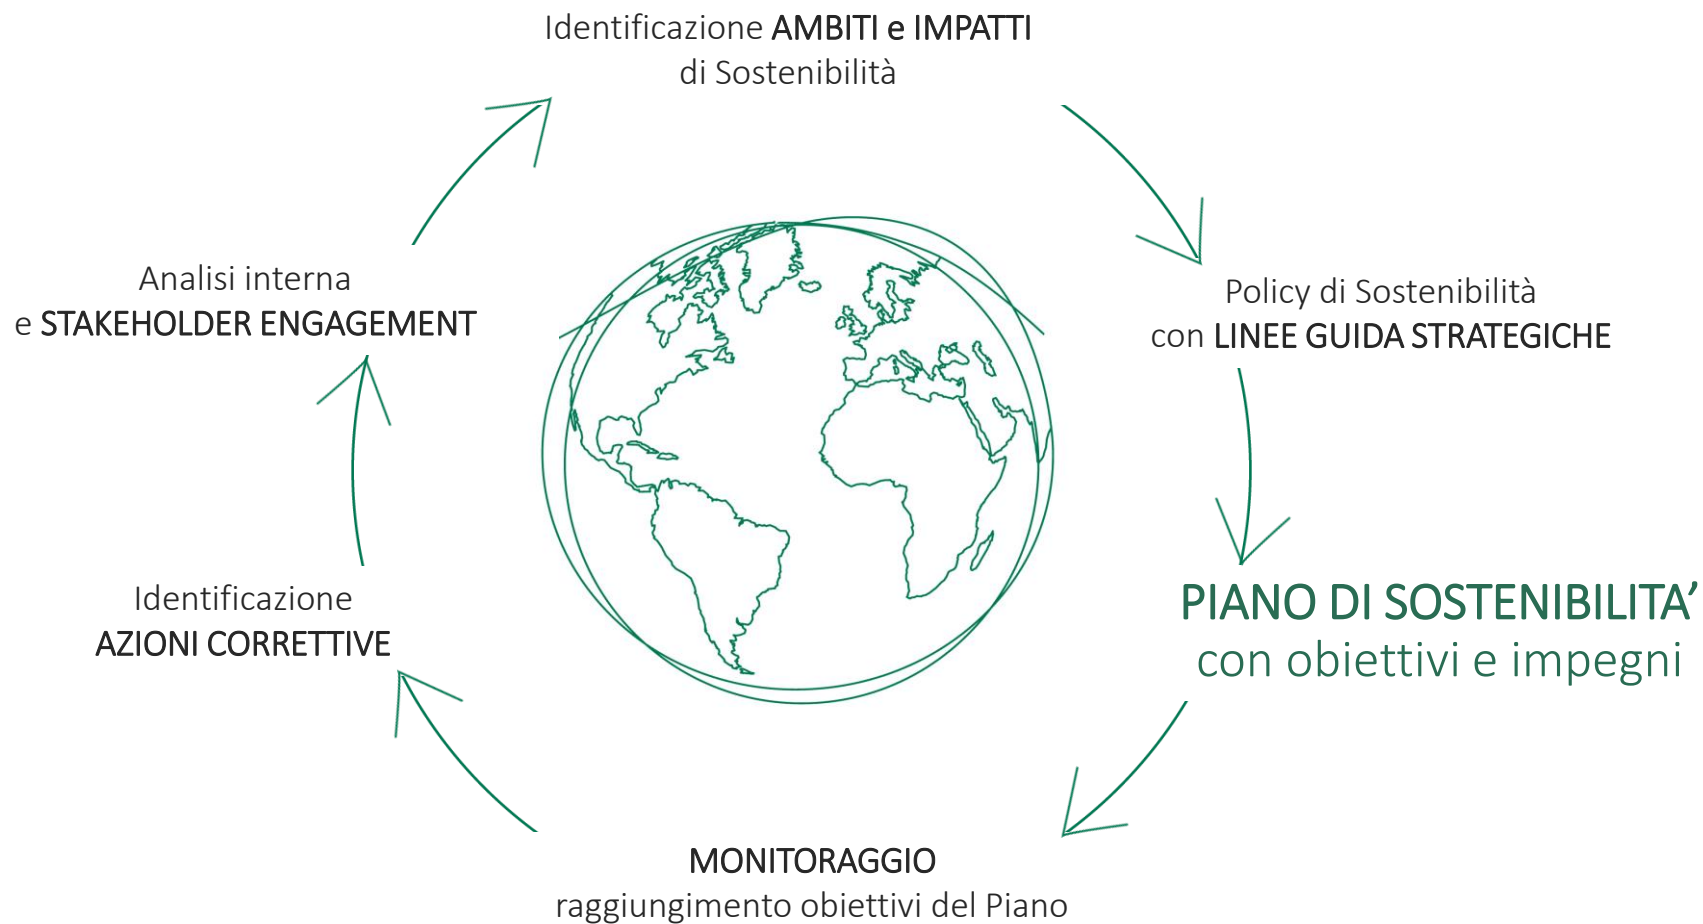 Identificazione AMBITI e IMPATTI
di Sostenibilità
Policy di Sostenibilità
con LINEE GUIDA STRATEGICHE
PIANO DI SOSTENIBILITA’
con obiettivi e impegni
MONITORAGGIO
raggiungimento obiettivi del Piano
Identificazione
AZIONI CORRETTIVE
Analisi interna
e STAKEHOLDER ENGAGEMENT